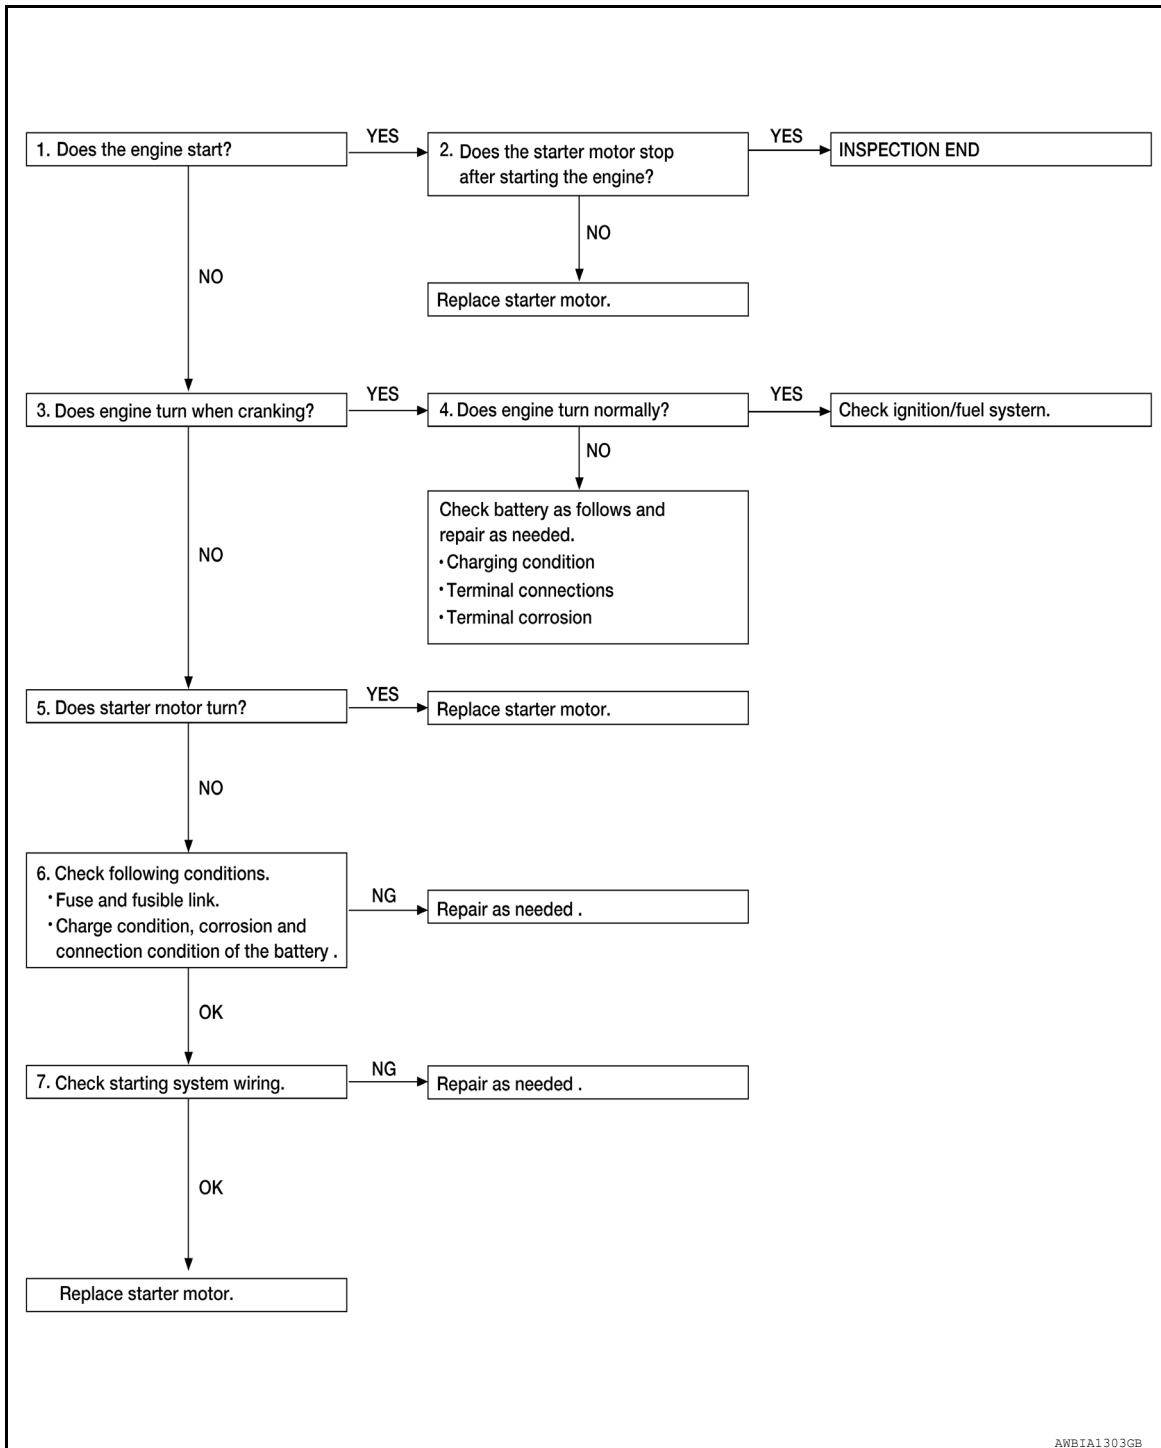 1. Does the engine start?
YES
2. Does the starter motor stop
after starting the engine?
YES
INSPECTION END
NO
Replace starter motor.
NO
3. Does engine turn when cranking?
YES
4. Does engine turn normally?
YES
Check ignition/fuel systern.
NO
Check battery as follows and
repair as needed.
• Charging condition
• Terminal connections
• Terminal corrosion
NO
5. Does starter rnotor turn?
YES
Replace starter motor.
NO
6. Check following conditions.
• Fuse and fusible link.
• Charge condition, corrosion and
connection condition of the battery .
NG
Repair as needed .
OK
7. Check starting system wiring.
NG
Repair as needed .
OK
Replace starter motor.
AWBIA1303GB